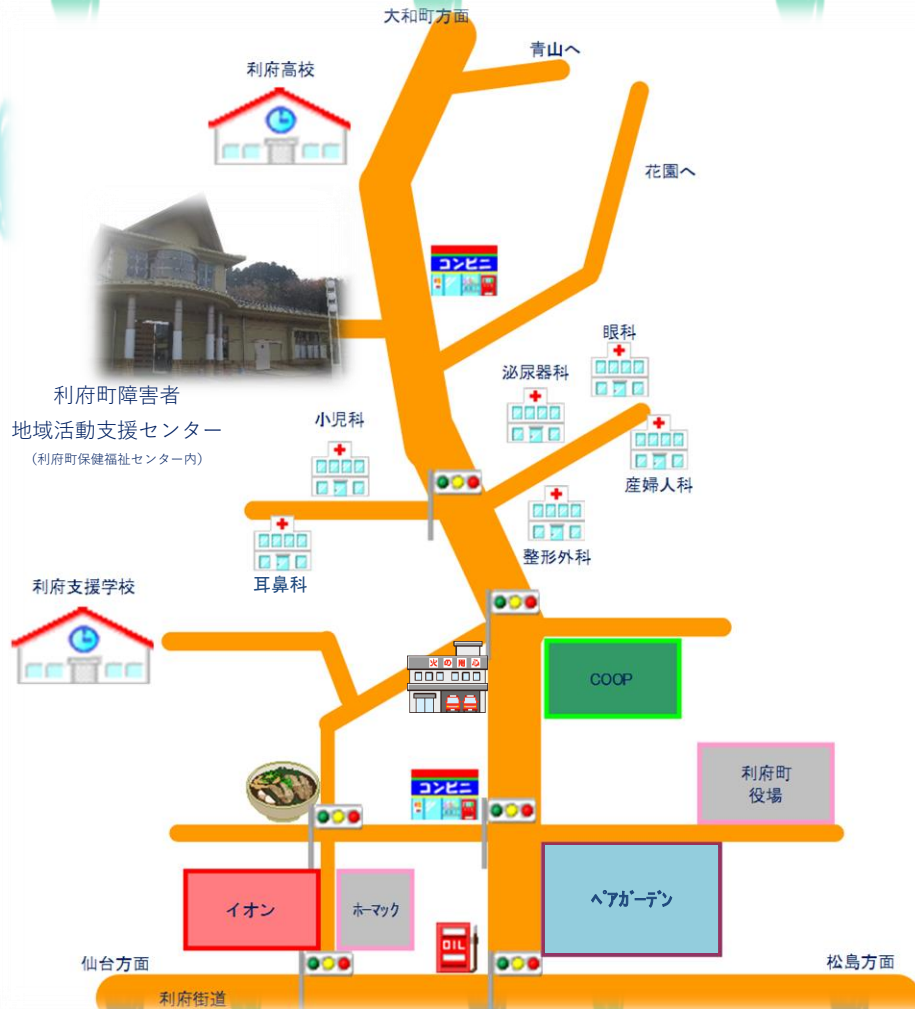 大和町方面
青山へ
利府高校
花園へ
コンビニ
眼科
泌尿器科
利府町障害者
地域活動支援センター
(利府町保健福祉センター内)
小児科
産婦人科
整形外科
耳鼻科
利府支援学校
火の用心
COOP
利府町
役場
コンビニ
イオン
ホーマック
ペアガーデン
OIL
仙台方面
松島方面
利府街道